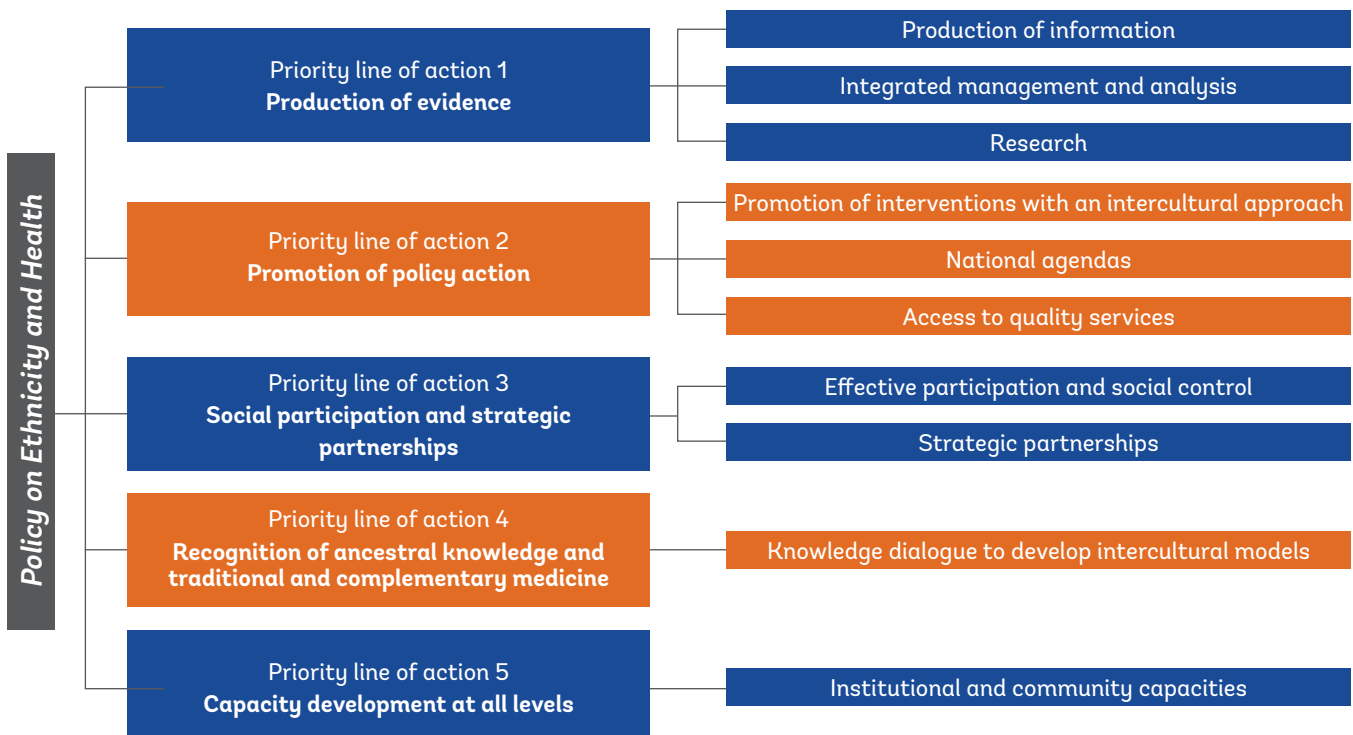 Policy on Ethnicity and Health
Priority line of action 1
Production of evidence
Production of information
Integrated management and analysis
Research
Priority line of action 2
Promotion of policy action
Promotion of interventions with an intercultural approach
National agendas
Access to quality services
Priority line of action 3
Social participation and strategic
partnerships
Effective participation and social control
Strategic partnerships
Priority line of action 4
Recognition of ancestral knowledge and
traditional and complementary medicine
Knowledge dialogue to develop intercultural models
Priority line of action 5
Capacity development at all levels
Institutional and community capacities